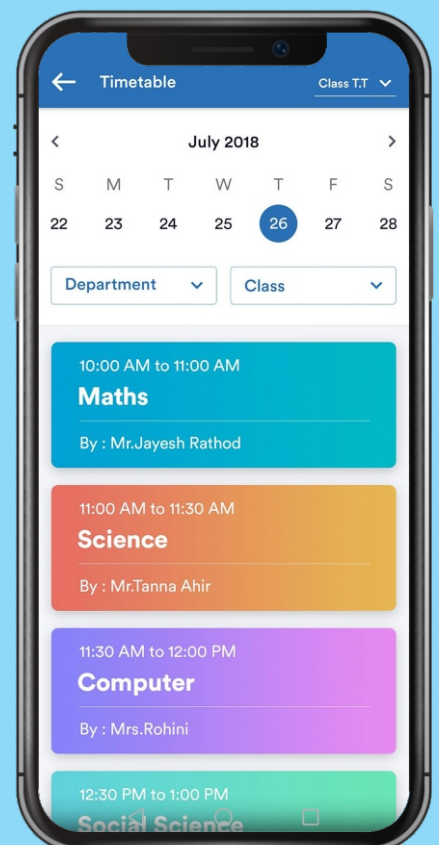 Timetable
Class T.T
July 2018
S M T W T F S
22 23 24 25 26 27 28
Department Class
10:00 AM to 11:00 AM
Maths
By : Mr.Jayesh Rathod
11:00 AM to 11:30 AM
Science
By : Mr.Tanna Ahir
11:30 AM to 12:00 PM
Computer
By : Mrs.Rohini
12:30 PM to 1:00 PM
Social Science